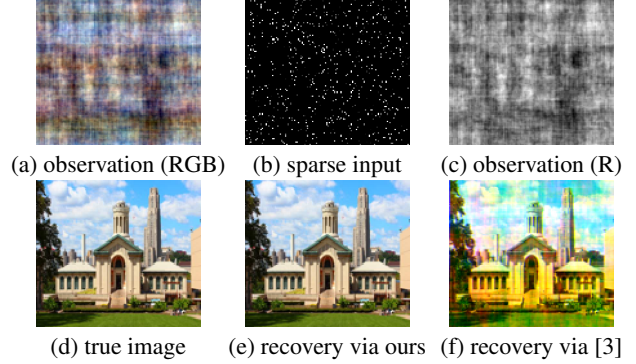 (a) observation (RGB) (b) sparse input (c) observation (R)
(d) true image (e) recovery via ours (f) recovery via [3]